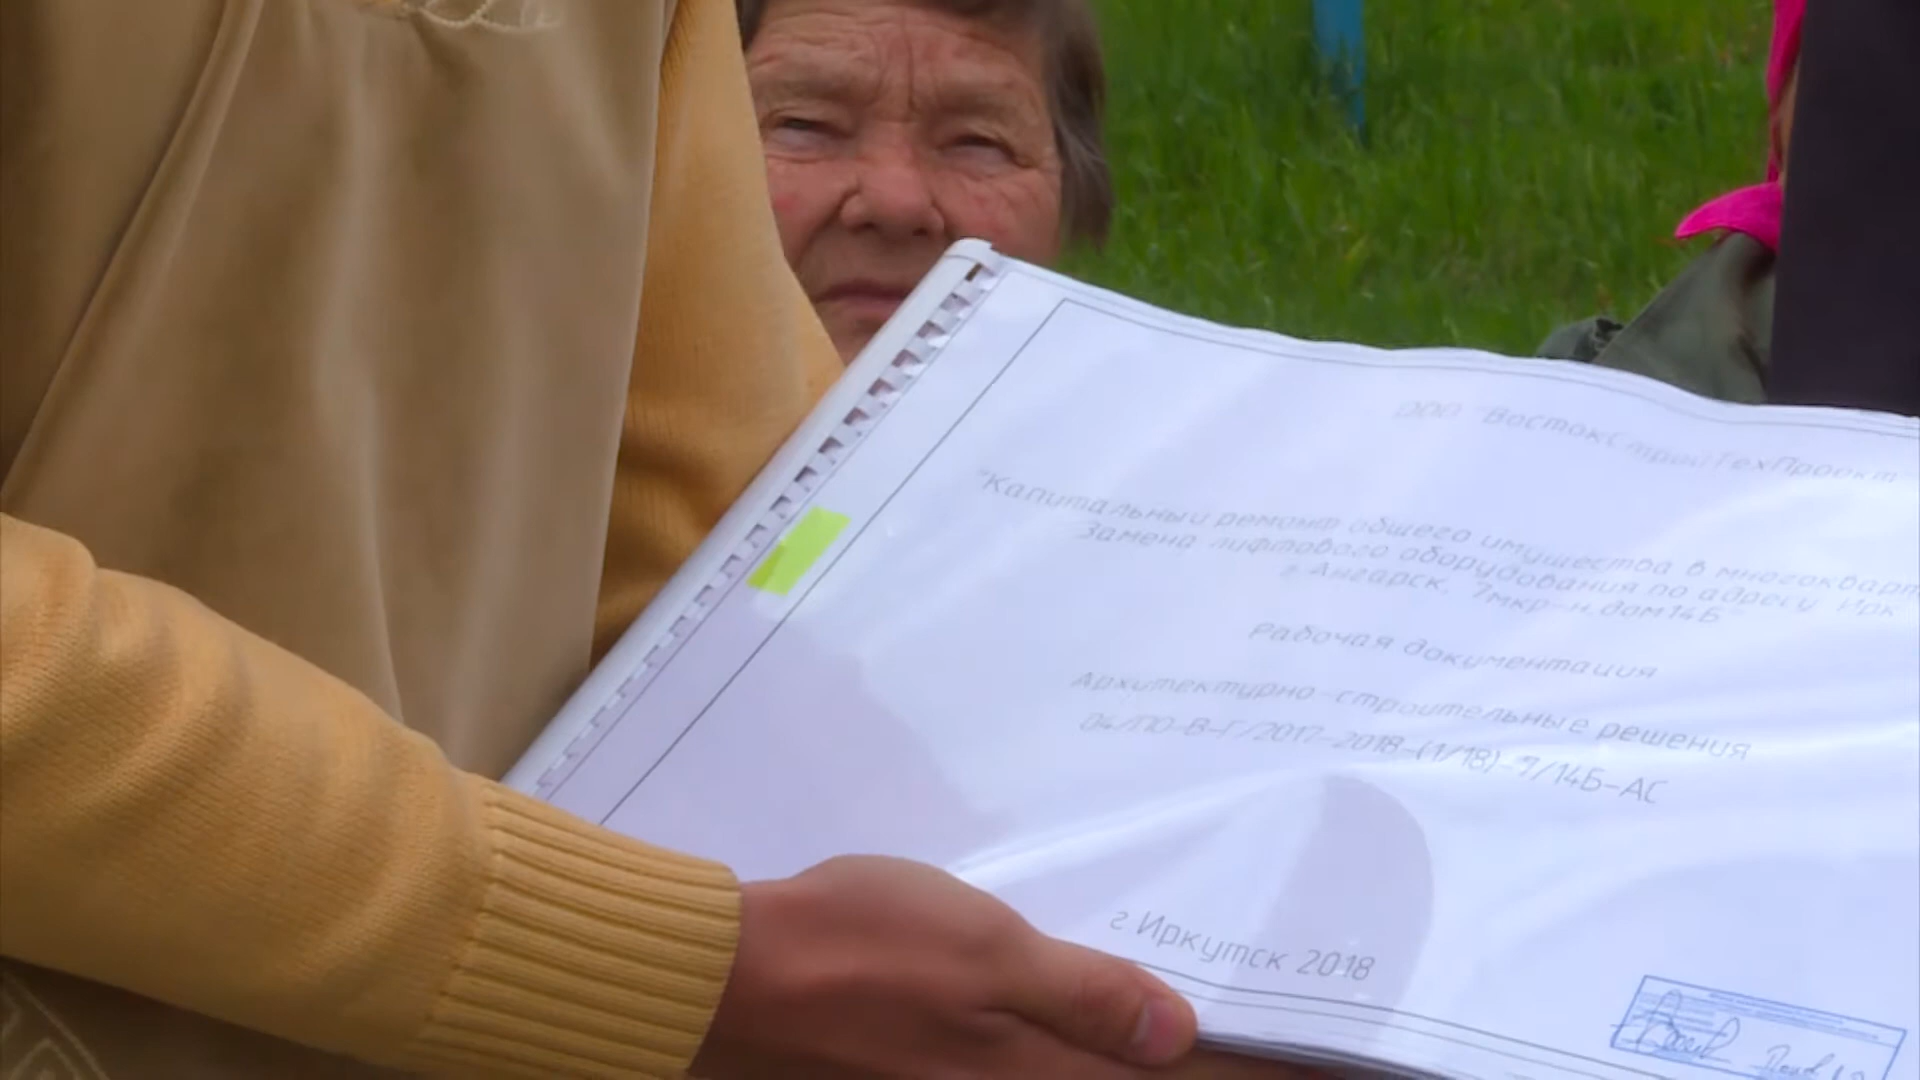 ООО "ВостокСтройТехПроект
"Капитальный ремонт общего имущества в многокварт
Замена лифтового оборудования по адресу Ирк
г Ангарск, 7мкр-н, дом14Б"
Рабочая документация
Архитектурно-строительные решения
04/ПО-В-Г/2017-2018-(1/18)-7/14Б-АС
г Иркутск 2018